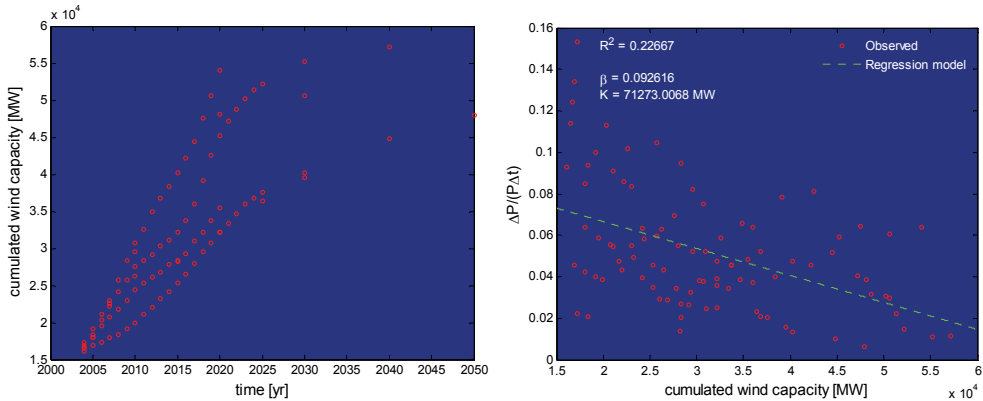 x 10⁴
6
5.5
5
4.5
4
3.5
3
2.5
2
1.5
2000 2005 2010 2015 2020 2025 2030 2035 2040 2045 2050
cumulated wind capacity [MW]
time [yr]
0.16
0.14
0.12
0.1
0.08
0.06
0.04
0.02
0
1.5 2 2.5 3 3.5 4 4.5 5 5.5 6
x 10⁴
ΔP/(PΔt)
cumulated wind capacity [MW]
R² = 0.22667
β = 0.092616
K = 71273.0068 MW
Observed
Regression model